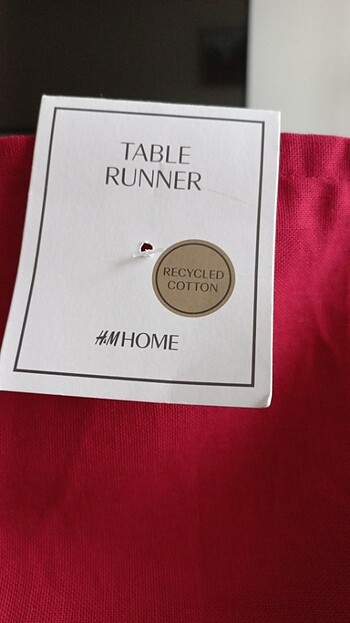 TABLE
RUNNER
RECYCLED
COTTON
H&M HOME